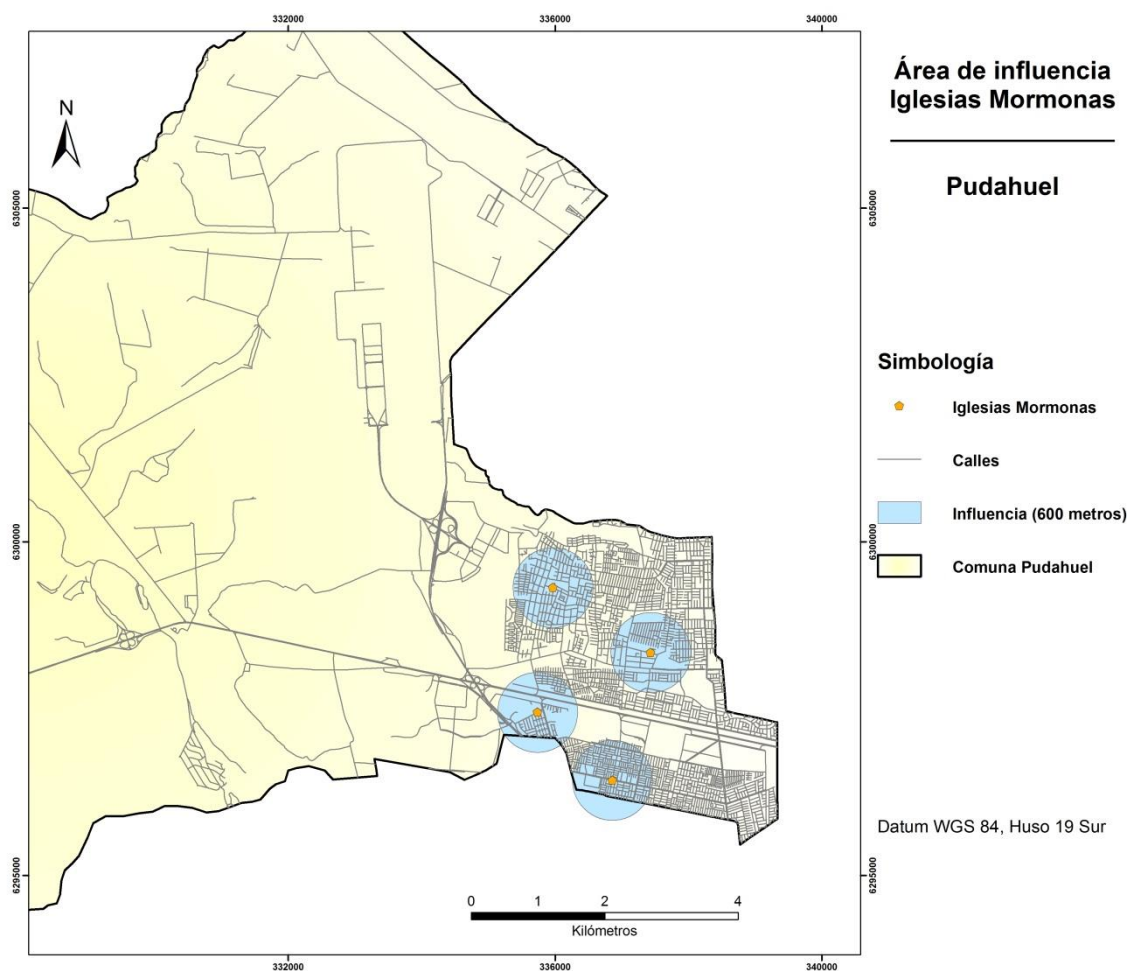 332000
336000
340000
Área de influencia
Iglesias Mormonas
Pudahuel
N
6305000
6305000
Simbología
Iglesias Mormonas
Calles
Influencia (600 metros)
Comuna Pudahuel
6300000
6300000
Datum WGS 84, Huso 19 Sur
6295000
6295000
0 1 2 4
Kilómetros
332000
336000
340000